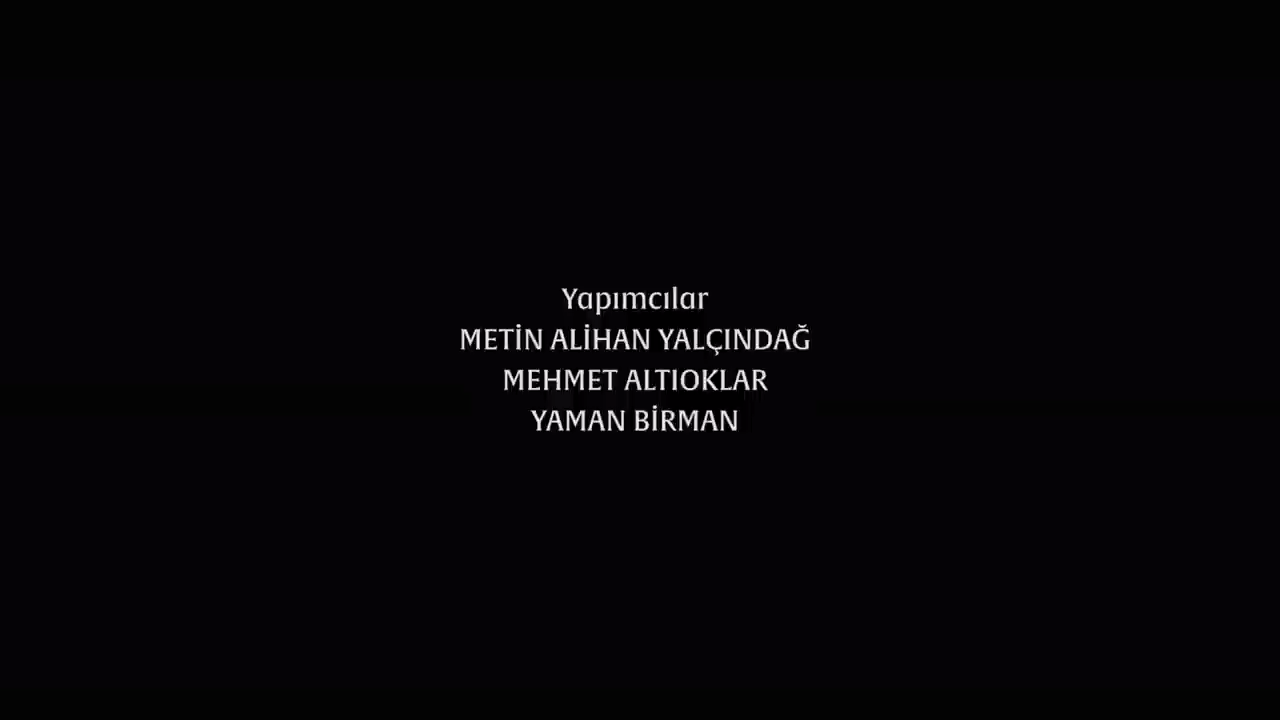 Yapımcılar
METİN ALİHAN YALÇINDAĞ
MEHMET ALTIOKLAR
YAMAN BİRMAN